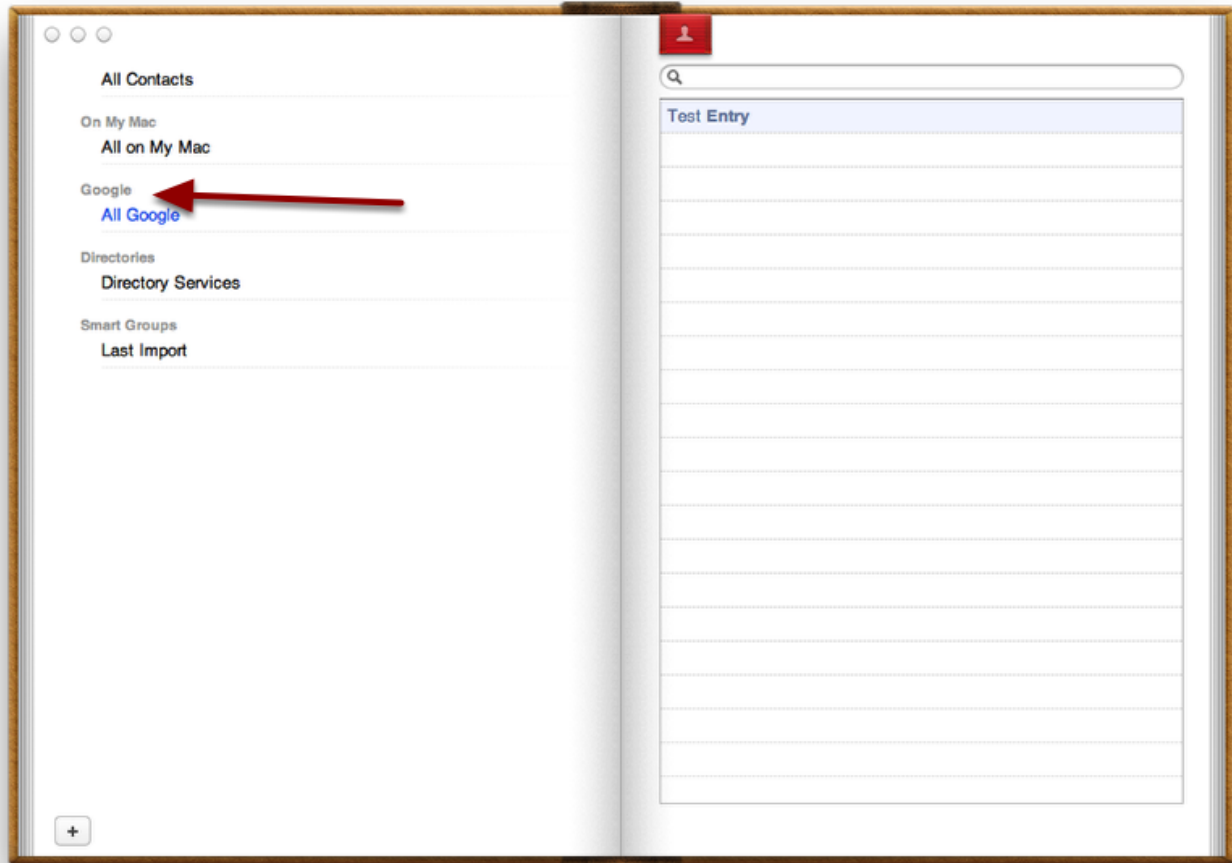 All Contacts
On My Mac
All on My Mac
Google
All Google
Directories
Directory Services
Smart Groups
Last Import
+
Test Entry